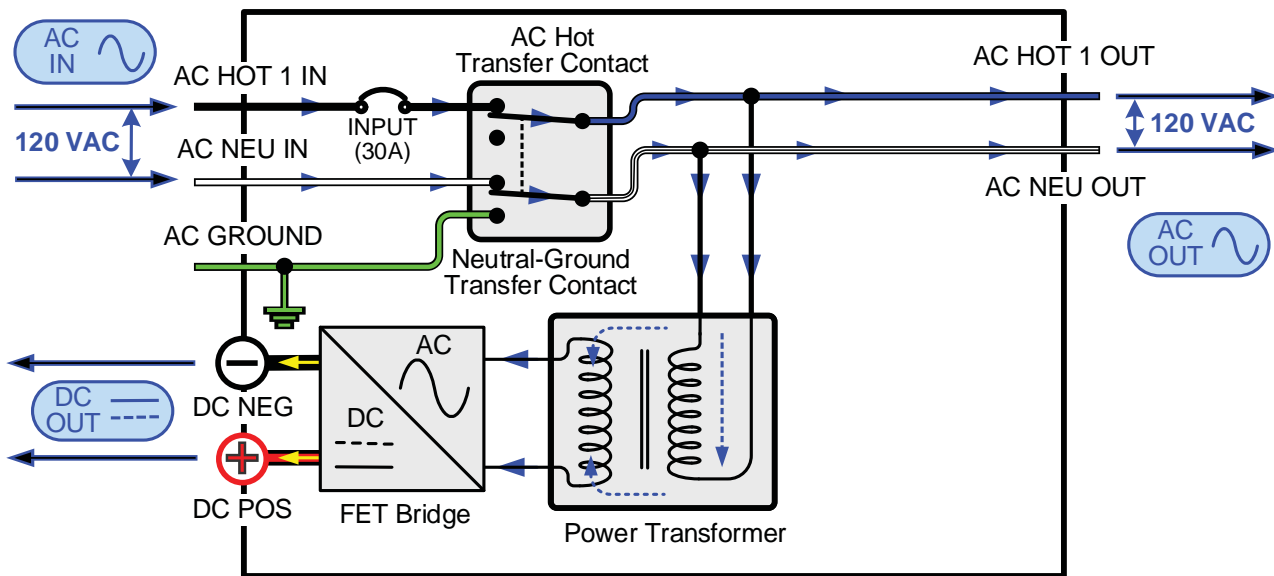 AC
IN
AC HOT 1 IN
120 VAC
AC NEU IN
AC GROUND
INPUT
(30A)
AC Hot
Transfer Contact
Neutral-Ground
Transfer Contact
AC HOT 1 OUT
120 VAC
AC NEU OUT
AC
OUT
DC
OUT
DC NEG
DC POS
AC
DC
FET Bridge
Power Transformer